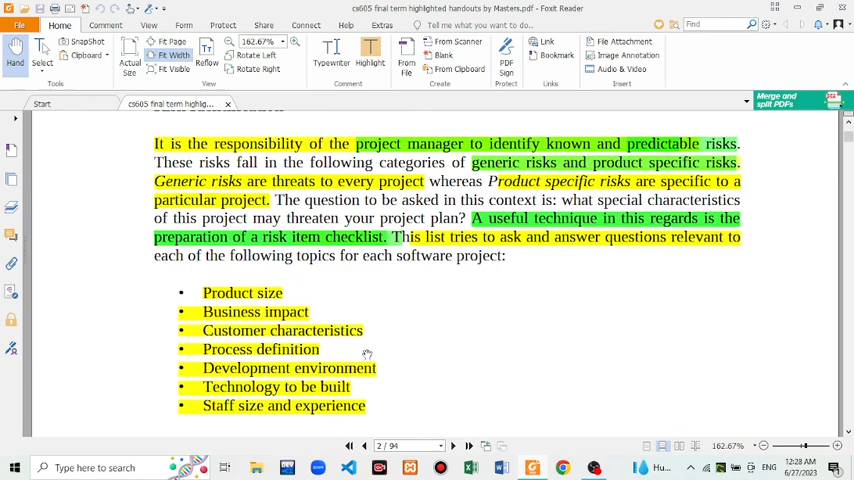 cs605 final term highlighted handouts by Masters.pdf - Foxit Reader
File Home Comment View Form Protect Share Connect Help Extras Tell me what you want to do... Find
SnapShot
Clipboard
Hand Select
Fit Page
Fit Width
Fit Visible
Actual Size
Reflow
162.67%
Rotate Left
Rotate Right
Typewriter Highlight
From File
From Scanner
Blank
From Clipboard
PDF Sign
Link
Bookmark
File Attachment
Image Annotation
Audio & Video
Tools View Comment Create Protect Links Insert
Start cs605 final term highlig...
Merge and split PDFs
It is the responsibility of the project manager to identify known and predictable risks.
These risks fall in the following categories of generic risks and product specific risks.
Generic risks are threats to every project whereas Product specific risks are specific to a
particular project. The question to be asked in this context is: what special characteristics
of this project may threaten your project plan? A useful technique in this regards is the
preparation of a risk item checklist. This list tries to ask and answer questions relevant to
each of the following topics for each software project:
• Product size
• Business impact
• Customer characteristics
• Process definition
• Development environment
• Technology to be built
• Staff size and experience
2 / 94
162.67%
Type here to search
Hu...
ENG
12:28 AM
6/27/2023